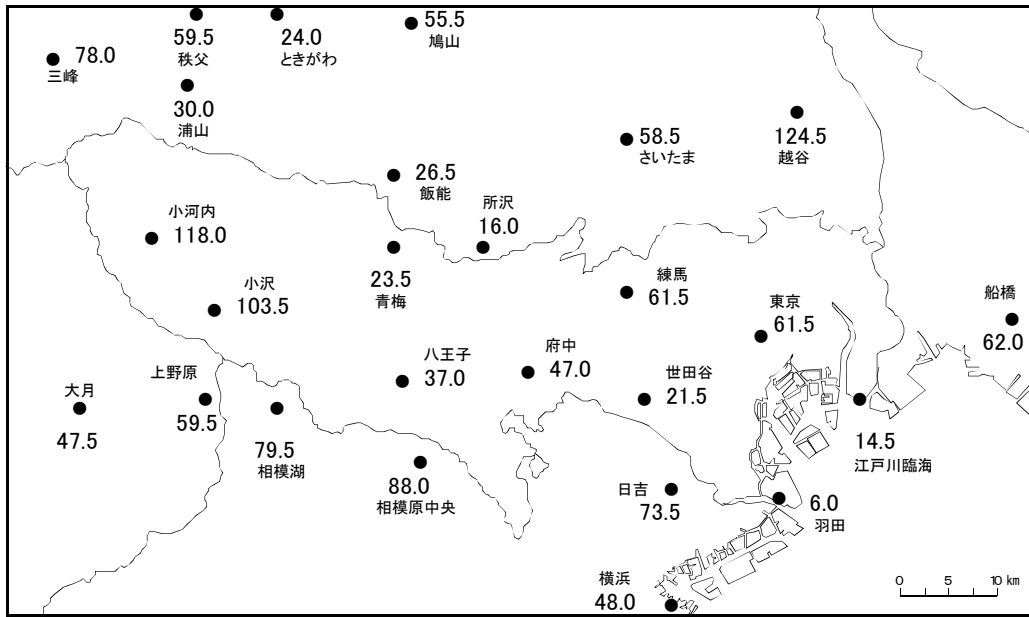 55.5
鳩山
59.5
秩父
24.0
ときがわ
78.0
三峰
30.0
浦山
124.5
越谷
58.5
さいたま
26.5
飯能
所沢
16.0
小河内
118.0
23.5
青梅
小沢
103.5
練馬
61.5
東京
61.5
船橋
62.0
八王子
37.0
府中
47.0
世田谷
21.5
上野原
59.5
大月
47.5
79.5
相模湖
14.5
江戸川臨海
88.0
相模原中央
日吉
73.5
6.0
羽田
横浜
48.0
0 5 10 km